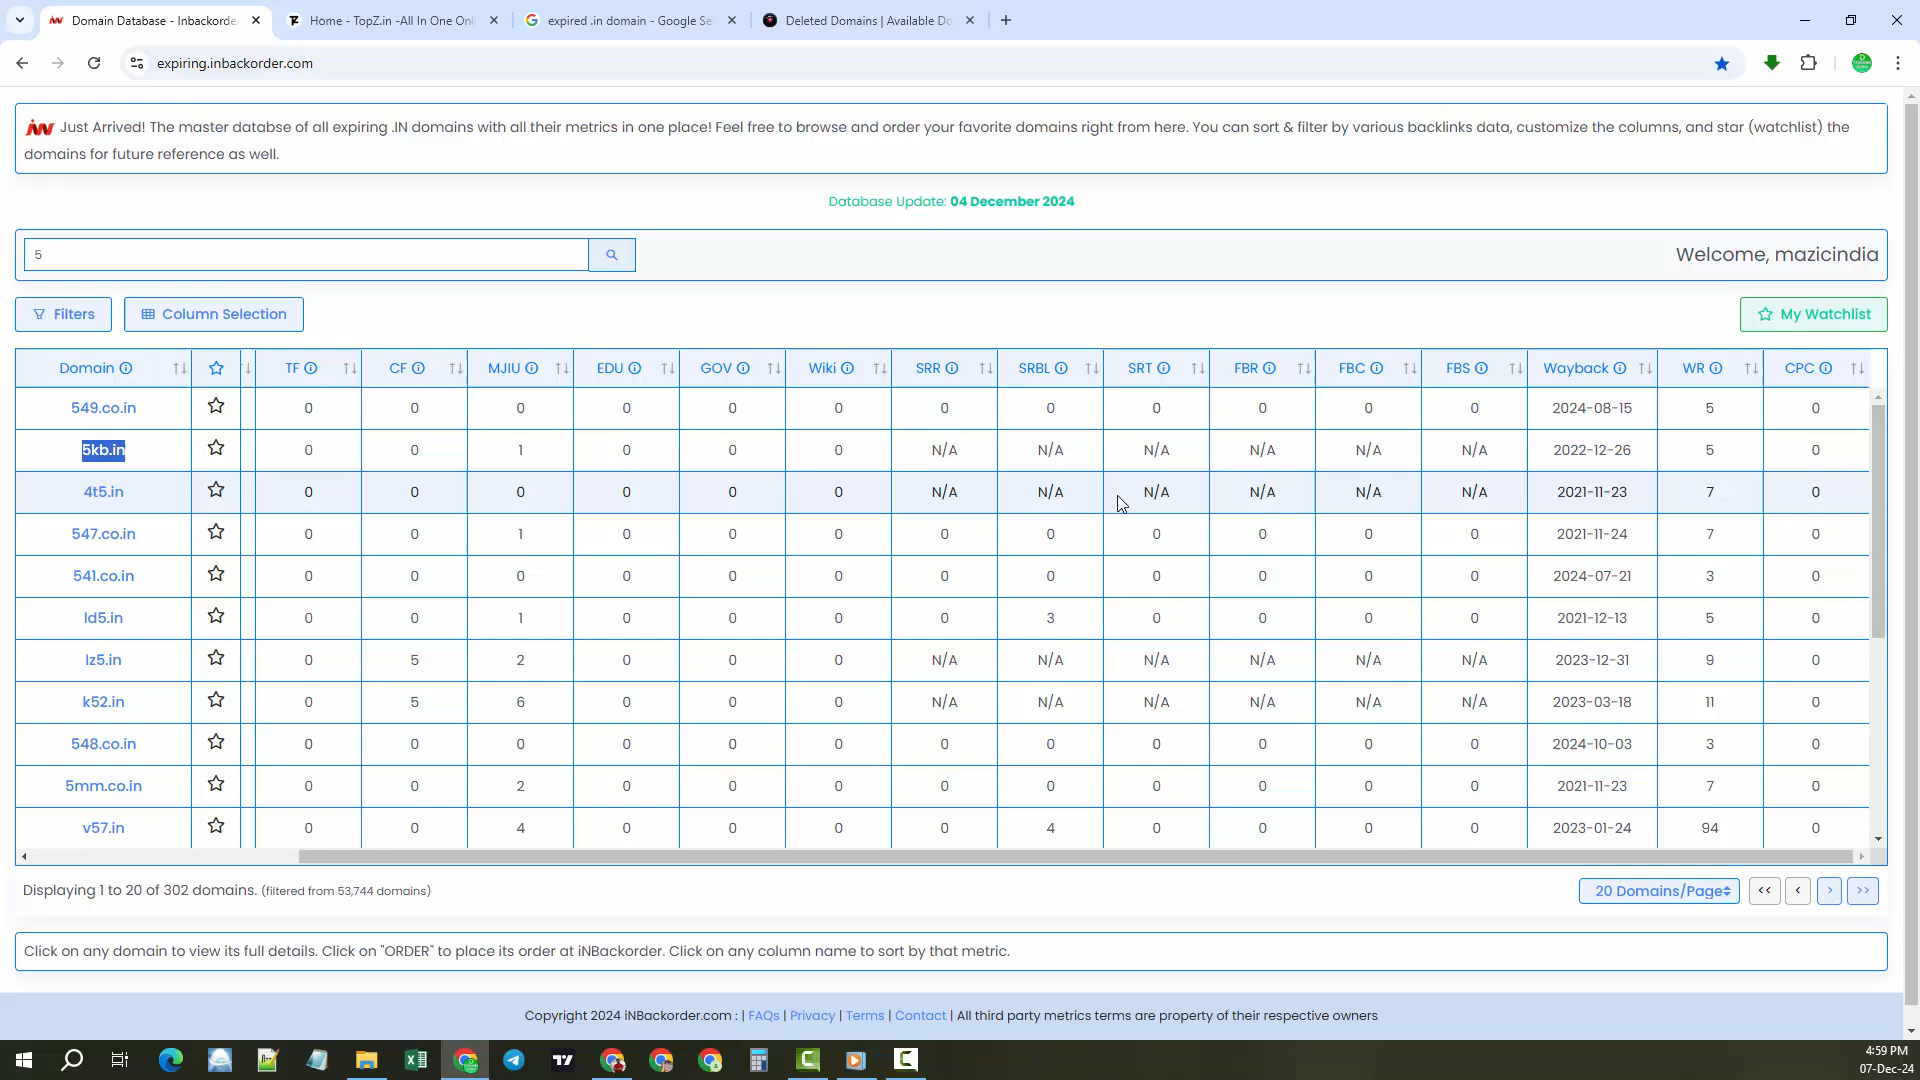 Domain Database - Inbackorde
Home - TopZ.in -All In One Onl
expired .in domain - Google Se
Deleted Domains | Available Do
expiring.inbackorder.com
Just Arrived! The master databse of all expiring .IN domains with all their metrics in one place! Feel free to browse and order your favorite domains right from here. You can sort & filter by various backlinks data, customize the columns, and star (watchlist) the
domains for future reference as well.
Database Update: 04 December 2024
5
Welcome, mazicindia
Filters Column Selection My Watchlist
Domain TF CF MJIU EDU GOV Wiki SRR SRBL SRT FBR FBC FBS Wayback WR CPC
549.co.in 0 0 0 0 0 0 0 0 0 0 0 0 2024-08-15 5 0
5kb.in 0 0 1 0 0 0 N/A N/A N/A N/A N/A N/A 2022-12-26 5 0
4t5.in 0 0 0 0 0 0 N/A N/A N/A N/A N/A N/A 2021-11-23 7 0
547.co.in 0 0 1 0 0 0 0 0 0 0 0 0 2021-11-24 7 0
541.co.in 0 0 0 0 0 0 0 0 0 0 0 0 2024-07-21 3 0
ld5.in 0 0 1 0 0 0 0 3 0 0 0 0 2021-12-13 5 0
lz5.in 0 5 2 0 0 0 N/A N/A N/A N/A N/A N/A 2023-12-31 9 0
k52.in 0 5 6 0 0 0 N/A N/A N/A N/A N/A N/A 2023-03-18 11 0
548.co.in 0 0 0 0 0 0 0 0 0 0 0 0 2024-10-03 3 0
5mm.co.in 0 0 2 0 0 0 0 0 0 0 0 0 2021-11-23 7 0
v57.in 0 0 4 0 0 0 0 4 0 0 0 0 2023-01-24 94 0
Displaying 1 to 20 of 302 domains. (filtered from 53,744 domains)
20 Domains/Page << < > >>
Click on any domain to view its full details. Click on "ORDER" to place its order at iNBackorder. Click on any column name to sort by that metric.
Copyright 2024 iNBackorder.com : | FAQs | Privacy | Terms | Contact | All third party metrics terms are property of their respective owners
4:59 PM
07-Dec-24